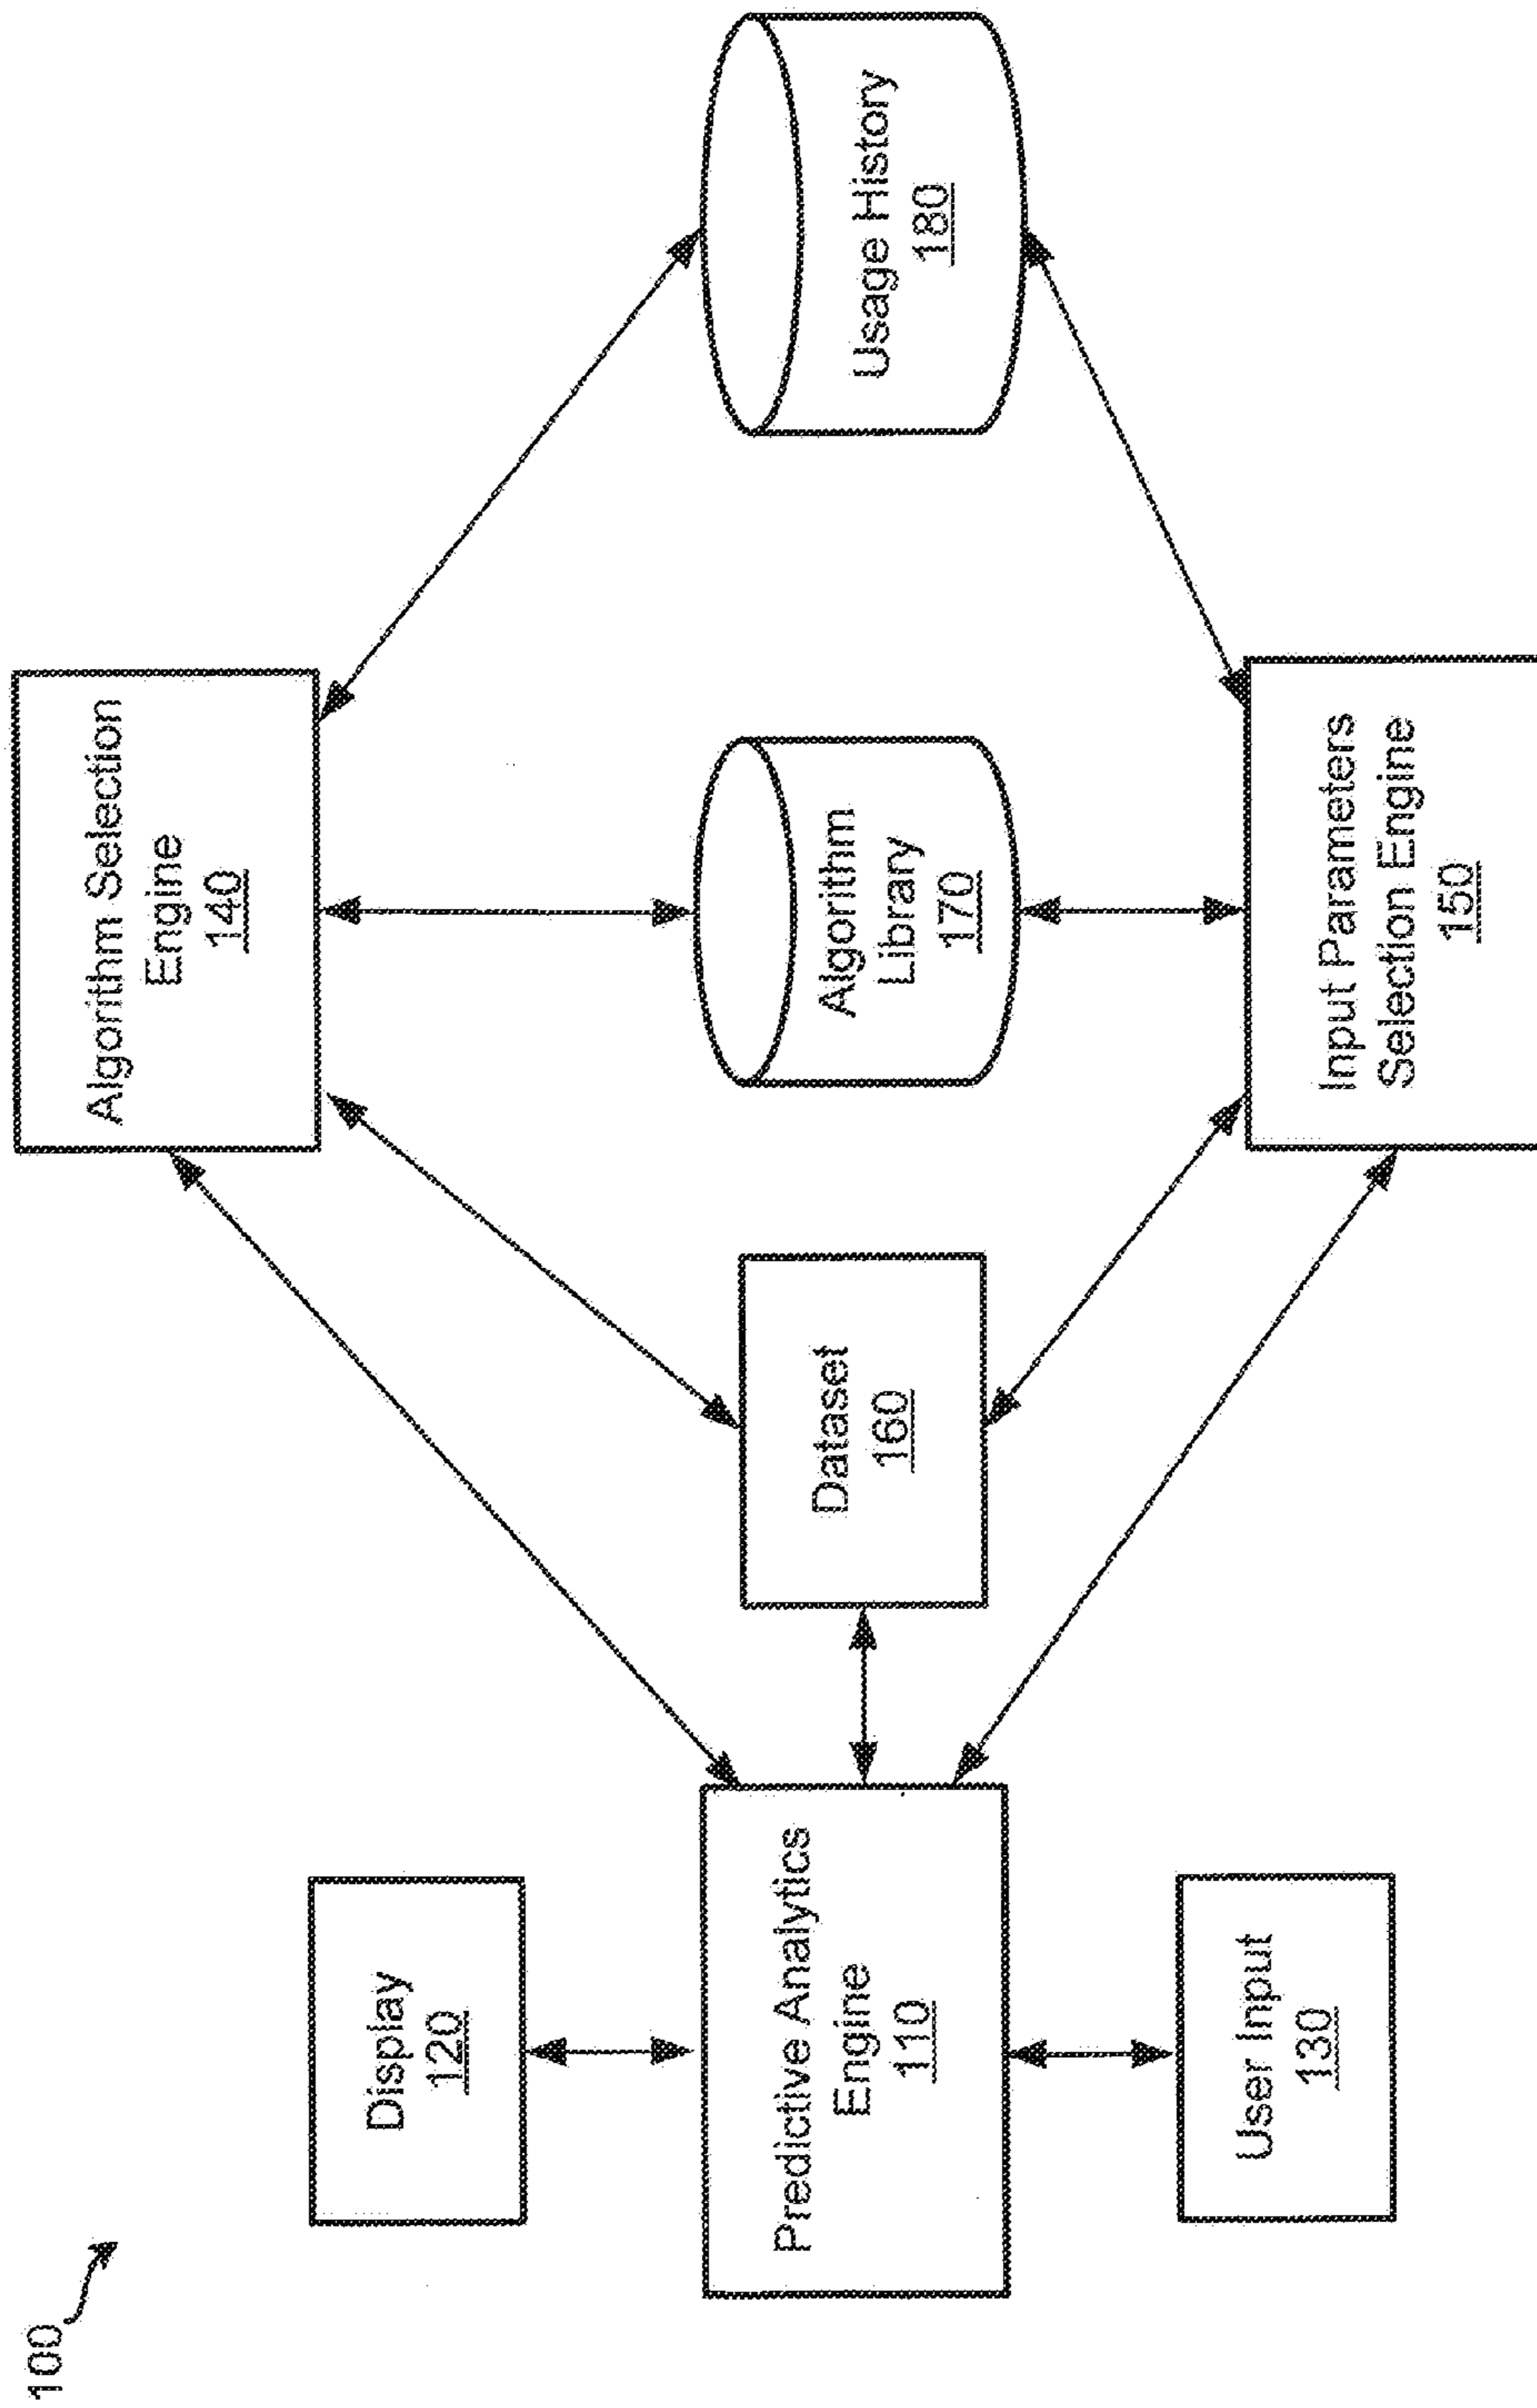 100
Display
120
Predictive Analytics
Engine
110
User Input
130
Dataset
160
Algorithm Selection
Engine
140
Algorithm
Library
170
Input Parameters
Selection Engine
150
Usage History
180